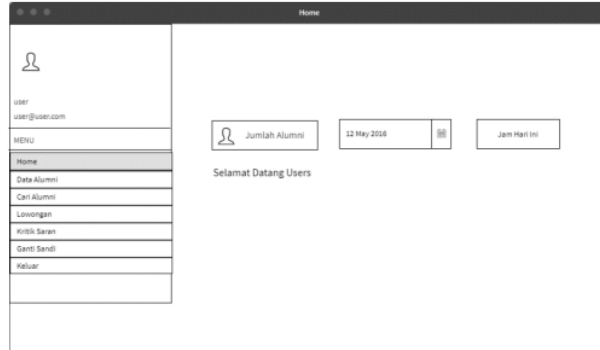 Home
user
user@user.com
MENU
Home
Data Alumni
Cari Alumni
Lowongan
Kritik Saran
Ganti Sandi
Keluar
Jumlah Alumni
12 May 2016
Jam Hari Ini
Selamat Datang Users